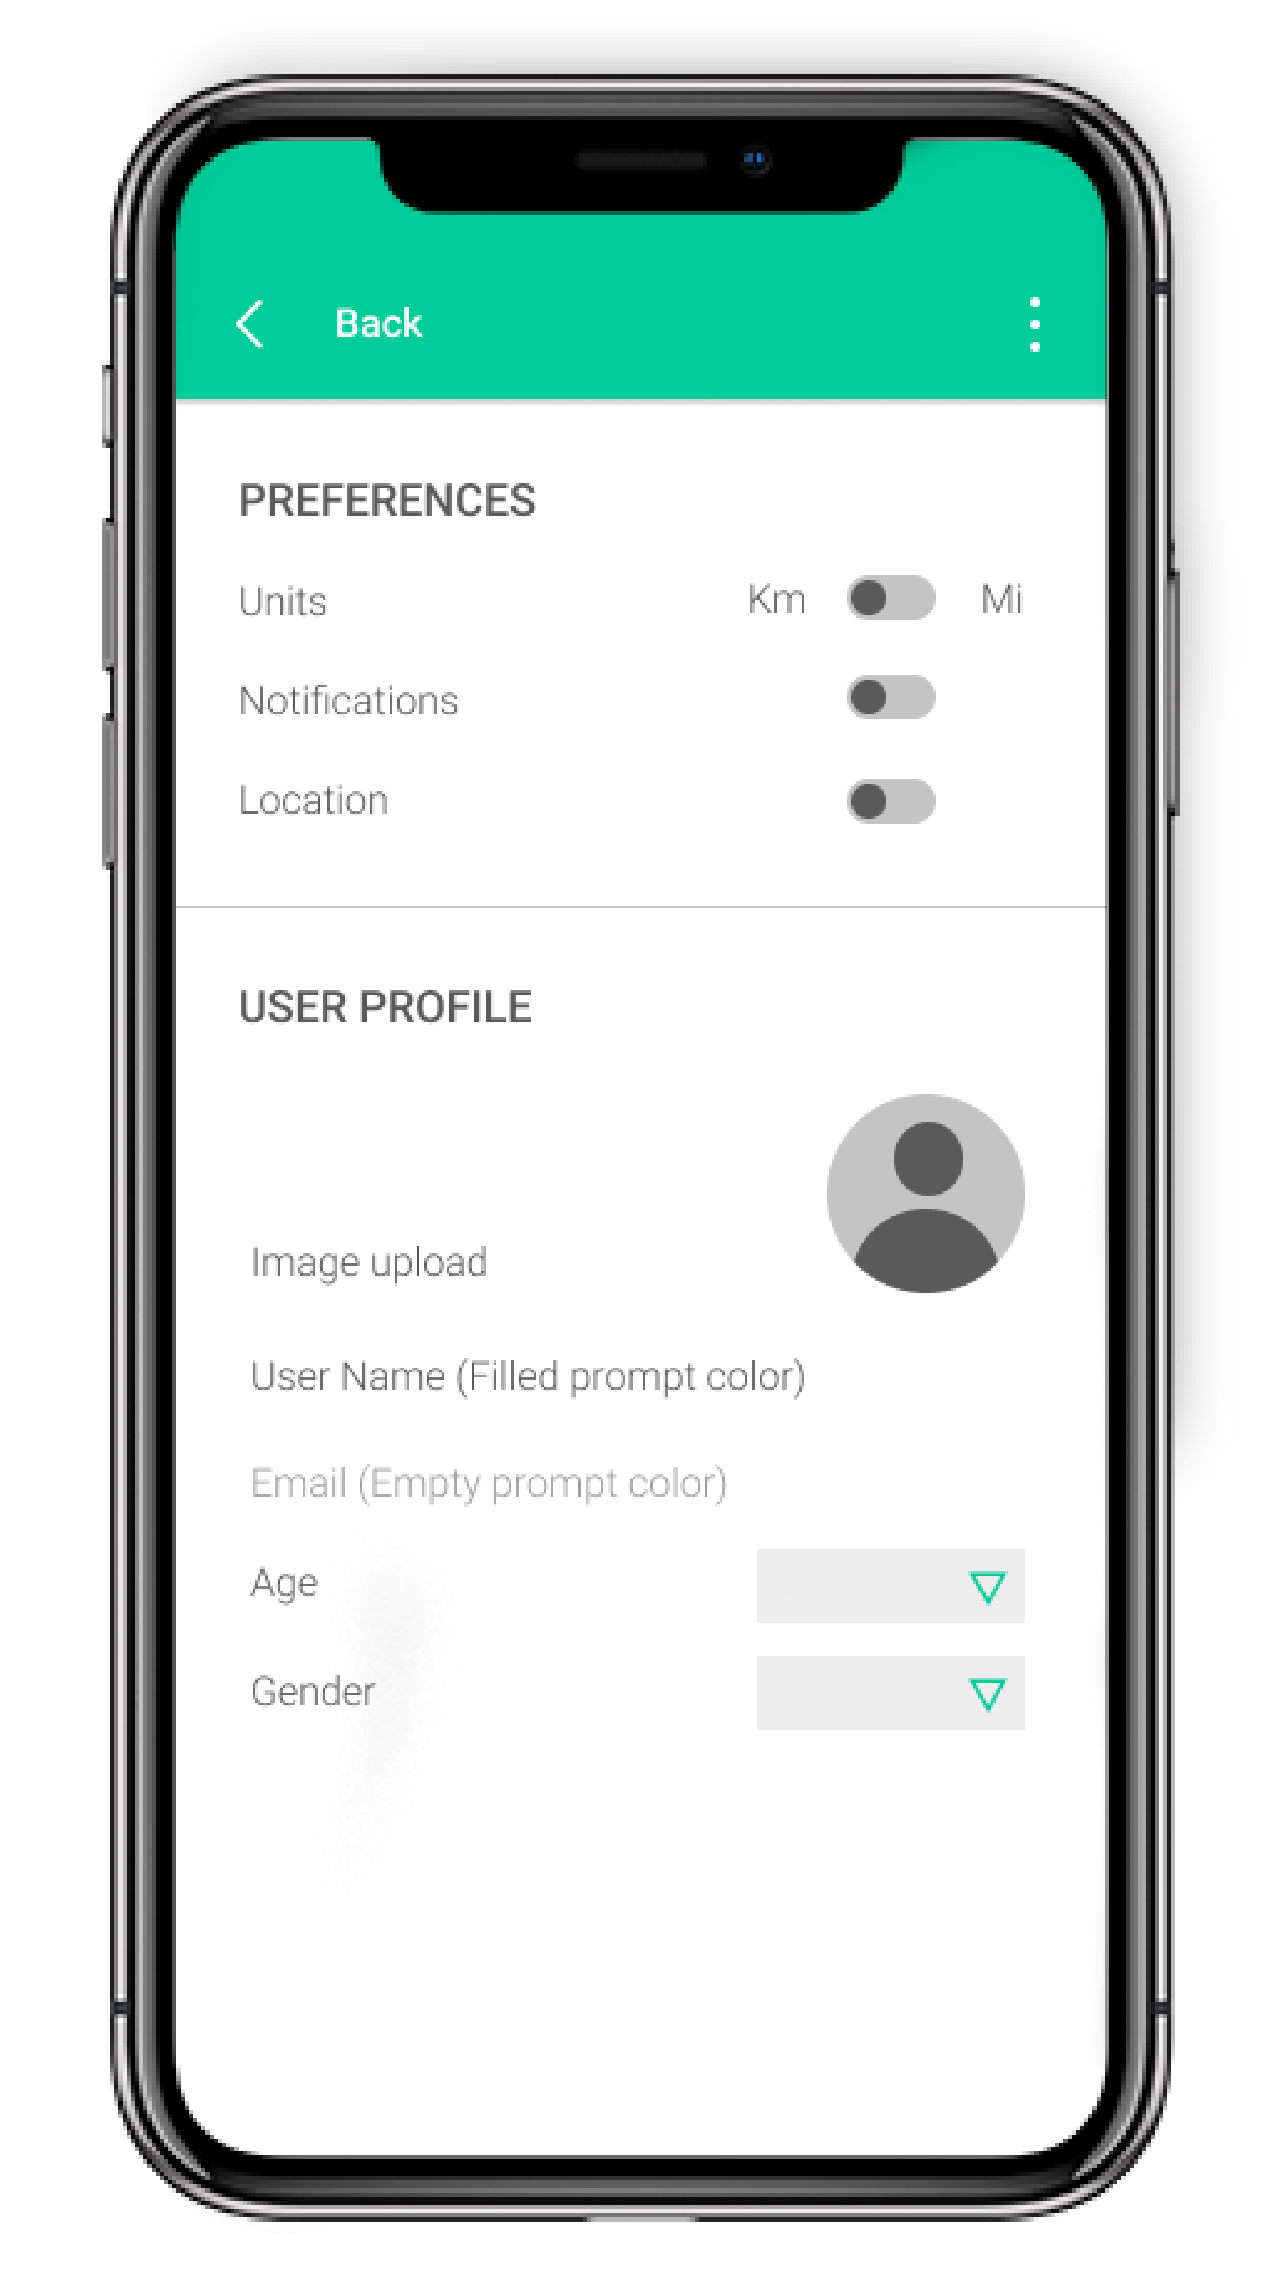 Back
PREFERENCES
Units Km Mi
Notifications
Location
USER PROFILE
Image upload
User Name (Filled prompt color)
Email (Empty prompt color)
Age
Gender